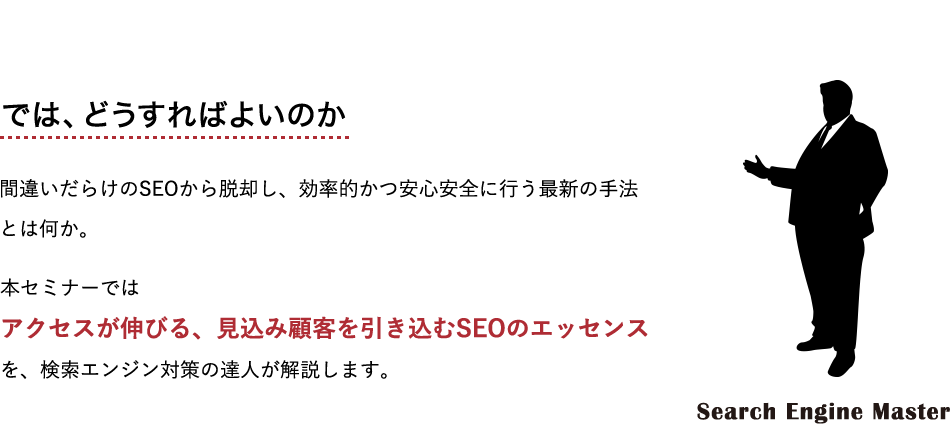 では、どうすればよいのか
間違いだらけのSEOから脱却し、効率的かつ安心安全に行う最新の手法
とは何か。
本セミナーでは
アクセスが伸びる、見込み顧客を引き込むSEOのエッセンス
を、検索エンジン対策の達人が解説します。
Search Engine Master